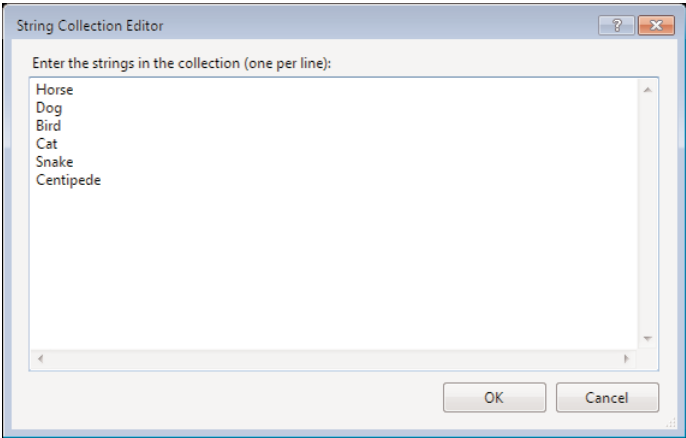 String Collection Editor
?
Enter the strings in the collection (one per line):
Horse
Dog
Bird
Cat
Snake
Centipede
OK
Cancel